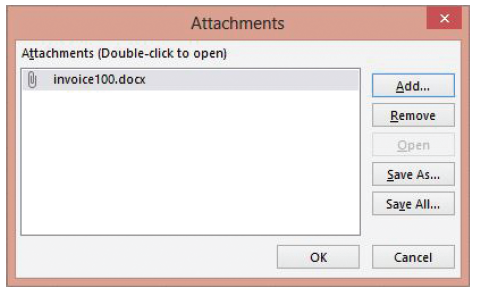 Attachments
Attachments (Double-click to open)
invoice100.docx
Add...
Remove
Open
Save As...
Save All...
OK
Cancel